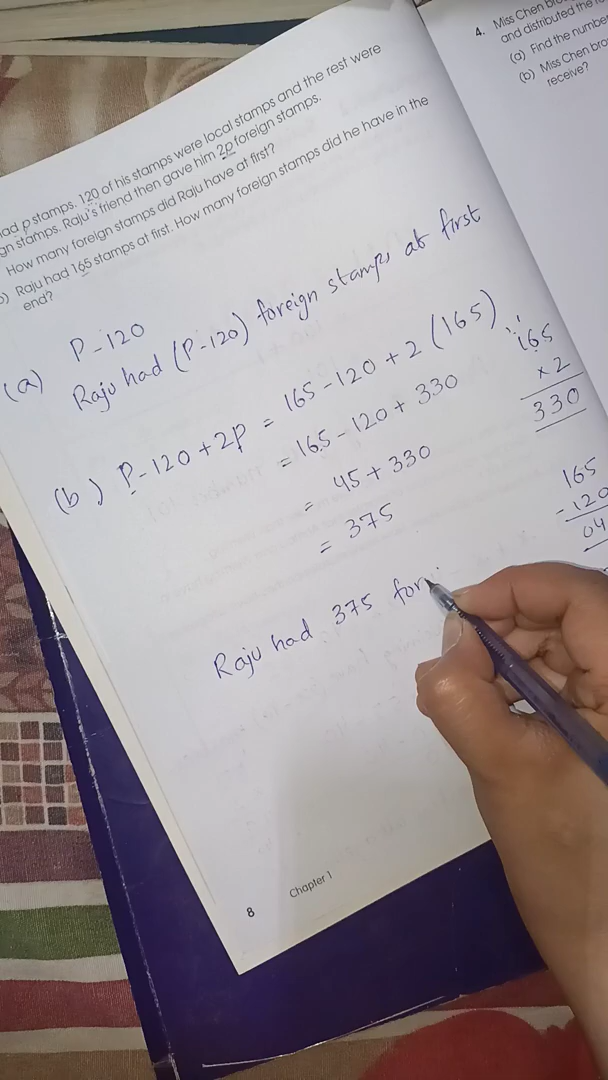 had p stamps. 120 of his stamps were local stamps and the rest were
gn stamps. Raju's friend then gave him 2p foreign stamps.
How many foreign stamps did Raju have at first?
) Raju had 165 stamps at first. How many foreign stamps did he have in the
end?
(a) P-120
Raju had (P-120) foreign stamps at first
(b) P-120+2P = 165-120+2(165)
= 165-120+330
= 45+330
= 375
Raju had 375 for
165
×2
330
165
-120
04
8 Chapter 1
4. Miss Chen
and distributed the
(a) Find the number
(b) Miss Chen
receive?